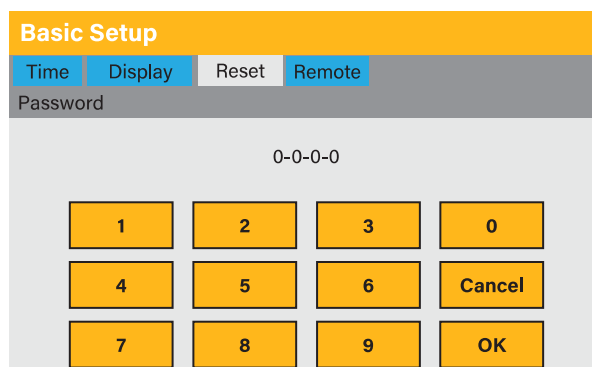 Basic Setup
Time Display Reset Remote
Password
0-0-0-0
1 2 3 0
4 5 6 Cancel
7 8 9 OK